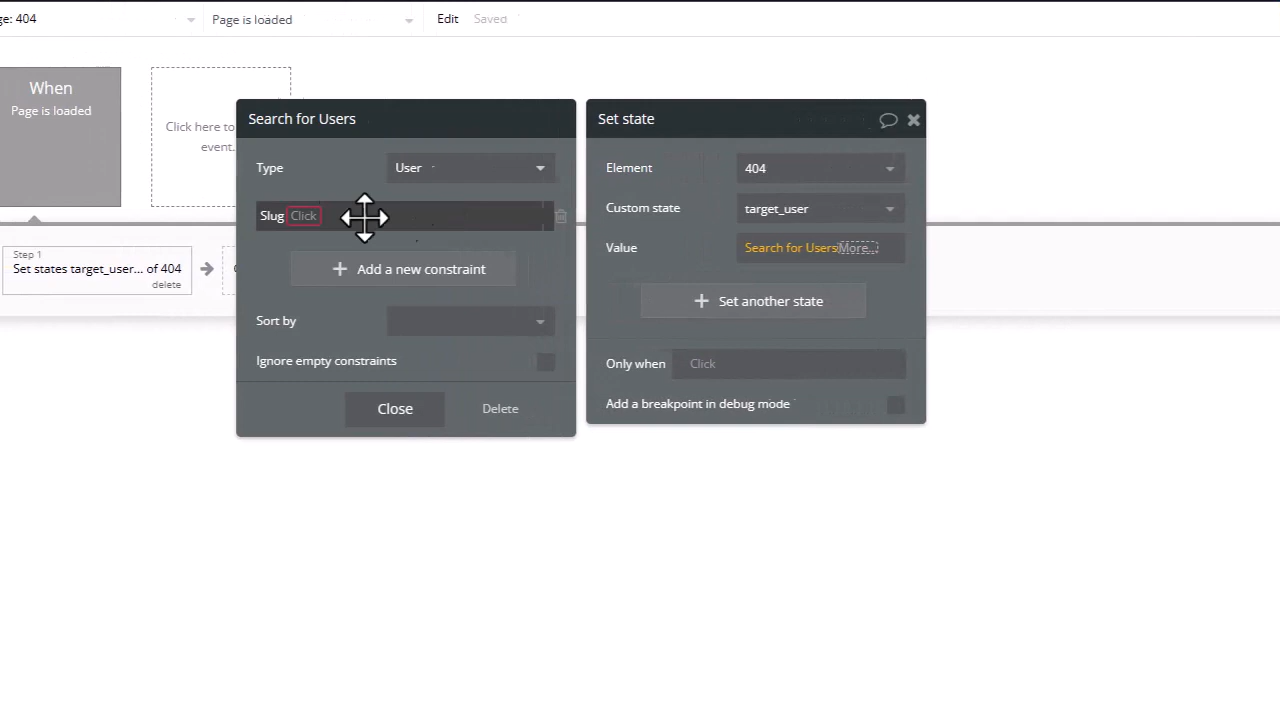 ge: 404
Page is loaded
Edit
Saved
When
Page is loaded
Click here to
event.
Step 1
Set states target_user... of 404
delete
Search for Users
Type
User
Slug Click
Add a new constraint
Sort by
Ignore empty constraints
Close
Delete
Set state
Element
404
Custom state
target_user
Value
Search for Users More...
Set another state
Only when
Click
Add a breakpoint in debug mode